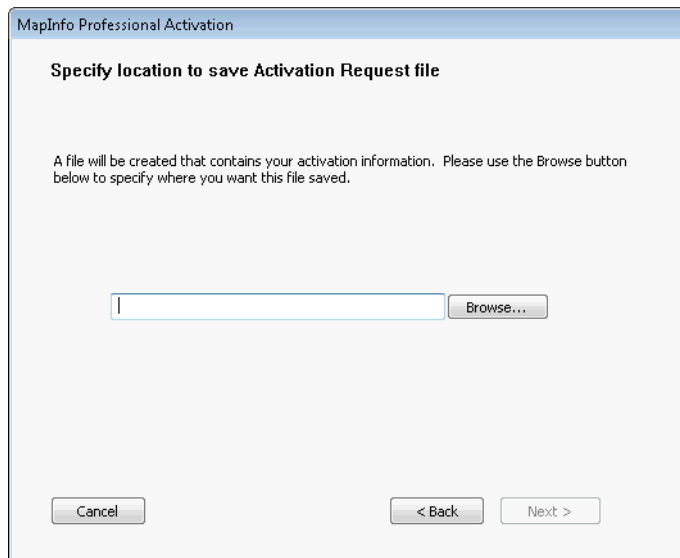 MapInfo Professional Activation
Specify location to save Activation Request file
A file will be created that contains your activation information.  Please use the Browse button
below to specify where you want this file saved.
Browse...
Cancel
< Back
Next >